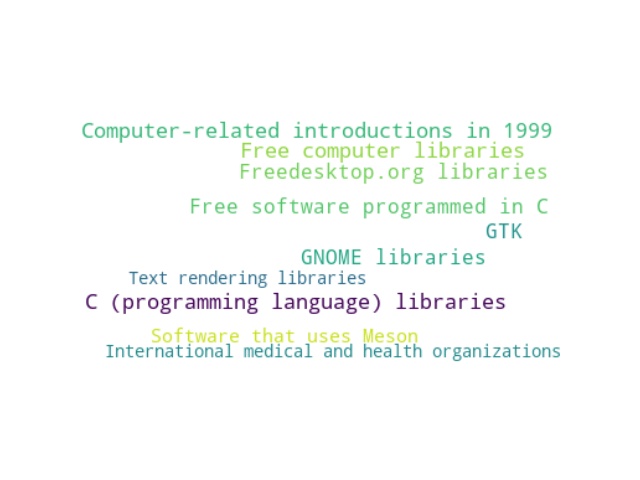 Computer-related introductions in 1999
Free computer libraries
Freedesktop.org libraries
Free software programmed in C
GTK
GNOME libraries
Text rendering libraries
C (programming language) libraries
Software that uses Meson
International medical and health organizations